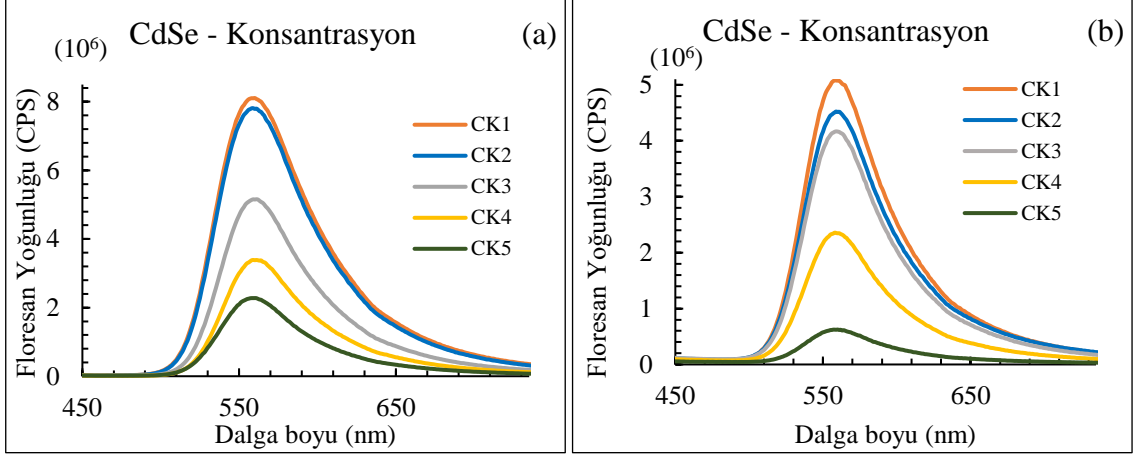 CdSe - Konsantrasyon
(a)
(10⁶)
Floresan Yoğunluğu (CPS)
8
6
4
2
0
450
550
650
Dalga boyu (nm)
CK1
CK2
CK3
CK4
CK5
CdSe - Konsantrasyon
(b)
(10⁶)
Floresan Yoğunluğu (CPS)
5
4
3
2
1
0
450
550
650
Dalga boyu (nm)
CK1
CK2
CK3
CK4
CK5